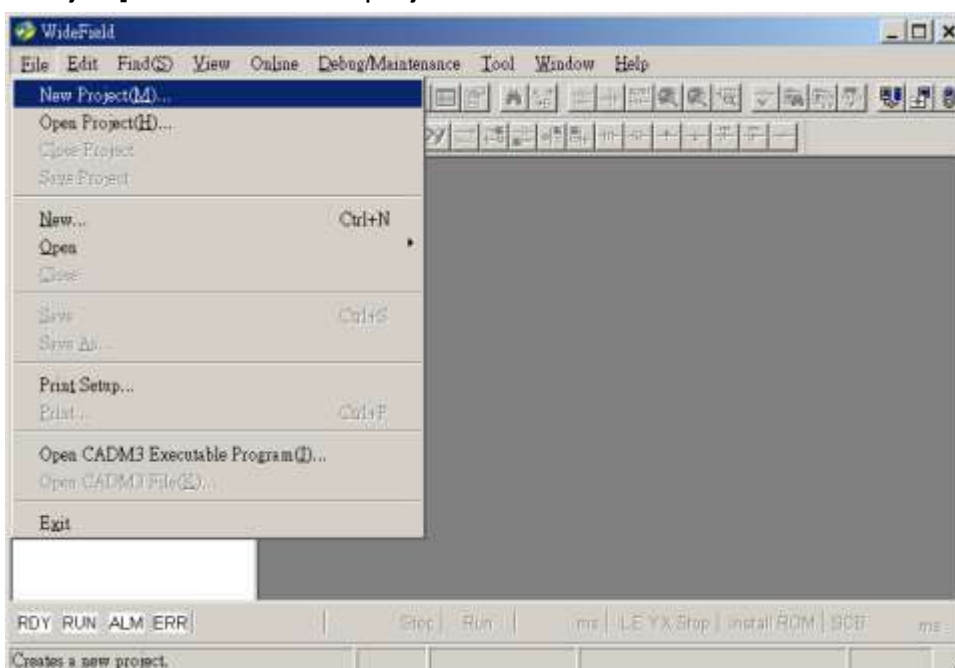 WideField
File Edit Find(S) View Online Debug/Maintenance Tool Window Help
New Project(M)...
Open Project(H)...
Close Project
Save Project
New... Ctrl+N
Open
Close
Save Ctrl+S
Save As...
Print Setup...
Print... Ctrl+P
Open CADM3 Executable Program(I)...
Open CADM3 File(K)...
Exit
RDY RUN ALM ERR Stop Run ms LE YX Stop Install ROM SCB ms
Creates a new project.